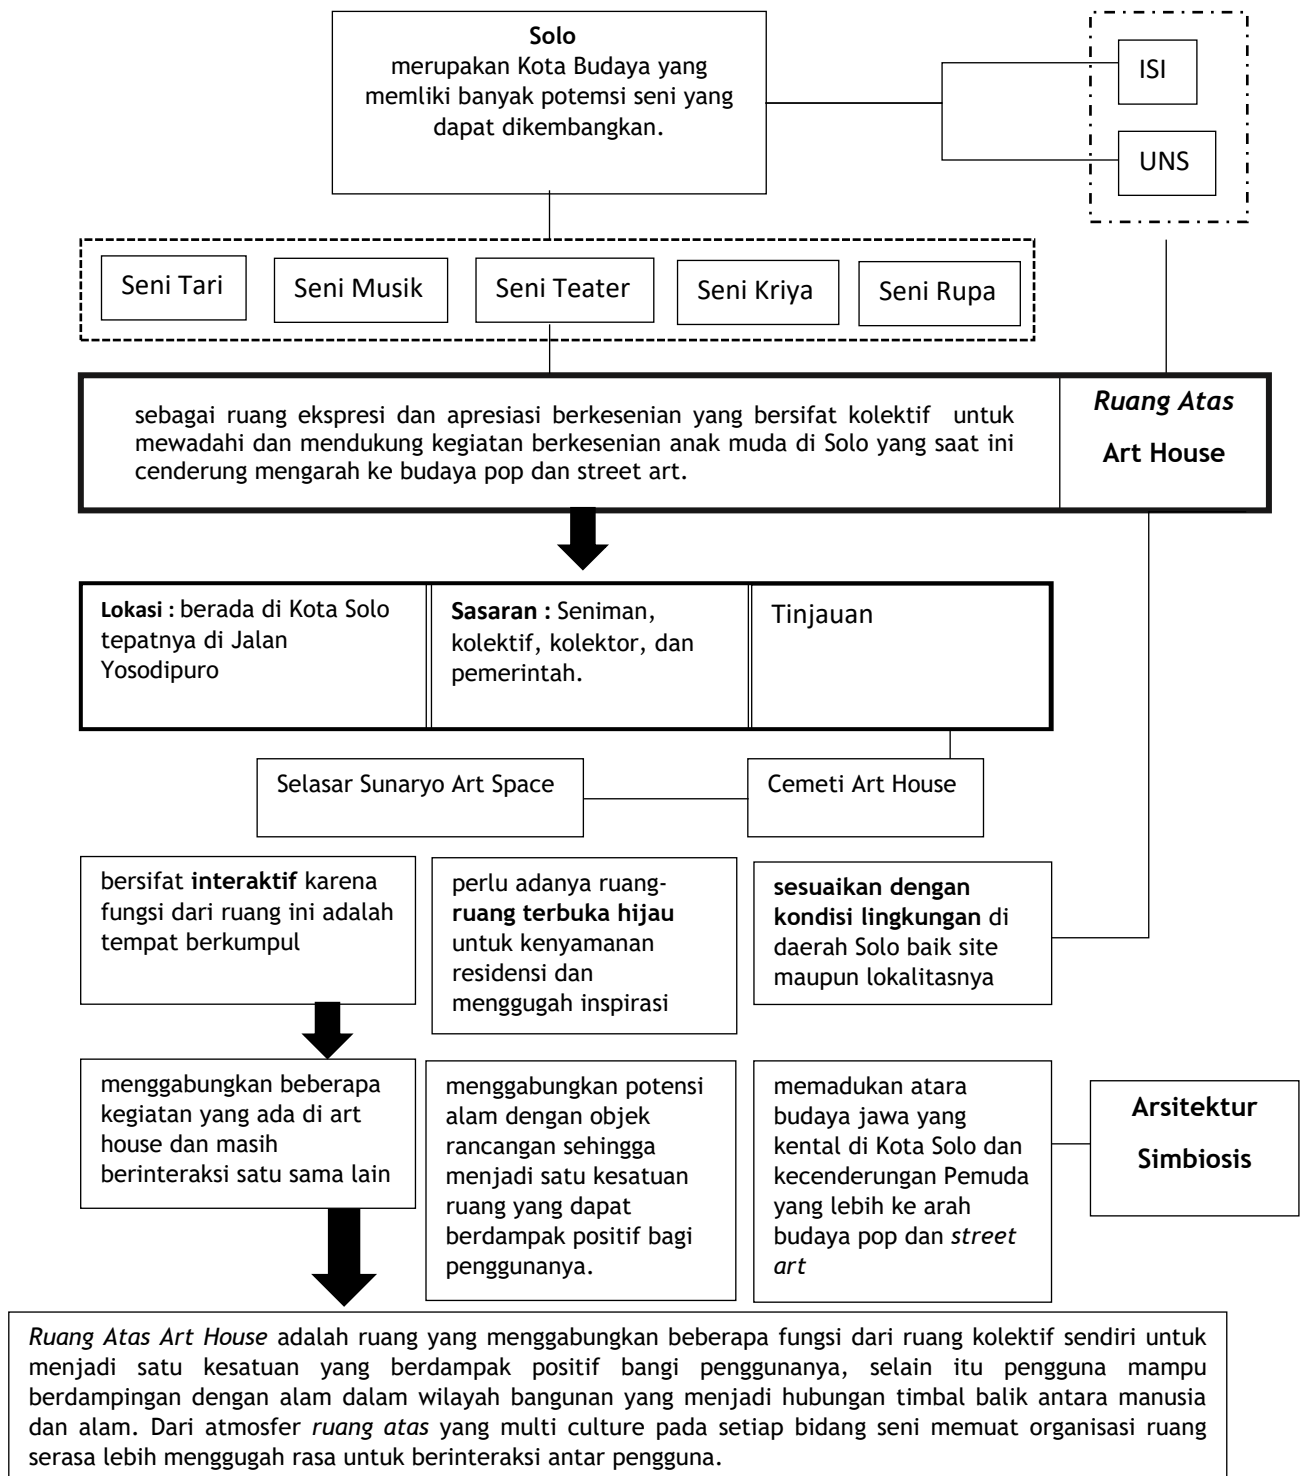 Solo
merupakan Kota Budaya yang
memliki banyak potemsi seni yang
dapat dikembangkan.
ISI
UNS
Seni Tari
Seni Musik
Seni Teater
Seni Kriya
Seni Rupa
sebagai ruang ekspresi dan apresiasi berkesenian yang bersifat kolektif untuk
mewadahi dan mendukung kegiatan berkesenian anak muda di Solo yang saat ini
cenderung mengarah ke budaya pop dan street art.
Ruang Atas
Art House
Lokasi : berada di Kota Solo
tepatnya di Jalan
Yosodipuro
Sasaran : Seniman,
kolektif, kolektor, dan
pemerintah.
Tinjauan
Selasar Sunaryo Art Space
Cemeti Art House
bersifat interaktif karena
fungsi dari ruang ini adalah
tempat berkumpul
perlu adanya ruang-
ruang terbuka hijau
untuk kenyamanan
residensi dan
menggugah inspirasi
sesuaikan dengan
kondisi lingkungan di
daerah Solo baik site
maupun lokalitasnya
menggabungkan beberapa
kegiatan yang ada di art
house dan masih
berinteraksi satu sama lain
menggabungkan potensi
alam dengan objek
rancangan sehingga
menjadi satu kesatuan
ruang yang dapat
berdampak positif bagi
penggunanya.
memadukan atara
budaya jawa yang
kental di Kota Solo dan
kecenderungan Pemuda
yang lebih ke arah
budaya pop dan street
art
Arsitektur
Simbiosis
Ruang Atas Art House adalah ruang yang menggabungkan beberapa fungsi dari ruang kolektif sendiri untuk
menjadi satu kesatuan yang berdampak positif bangi penggunanya, selain itu pengguna mampu
berdampingan dengan alam dalam wilayah bangunan yang menjadi hubungan timbal balik antara manusia
dan alam. Dari atmosfer ruang atas yang multi culture pada setiap bidang seni memuat organisasi ruang
serasa lebih menggugah rasa untuk berinteraksi antar pengguna.